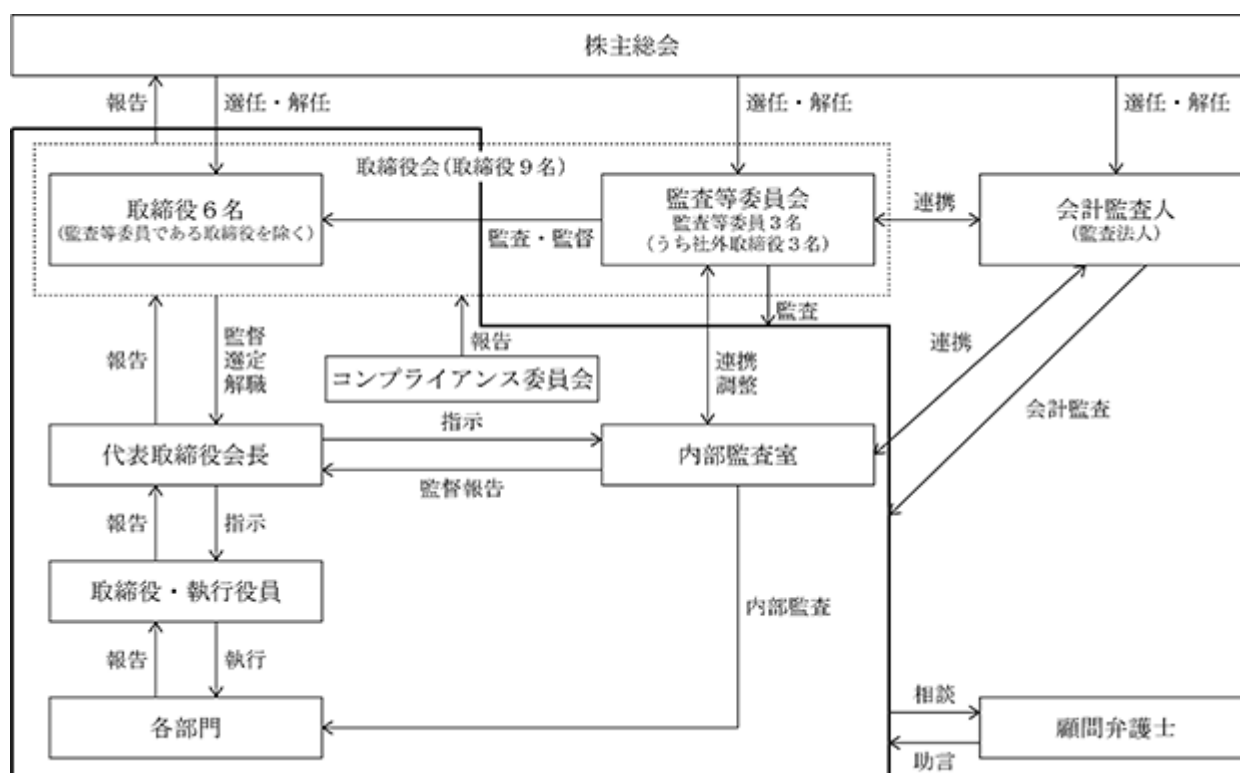 株主総会
報告
選任・解任
選任・解任
選任・解任
取締役会(取締役９名)
取締役６名
(監査等委員である取締役を除く)
監査・監督
監査等委員会
監査等委員３名
(うち社外取締役３名)
連携
会計監査人
(監査法人)
報告
監督
選定
解職
報告
コンプライアンス委員会
連携
調整
監査
連携
会計監査
代表取締役会長
指示
監督報告
内部監査室
報告
指示
取締役・執行役員
内部監査
報告
執行
各部門
相談
助言
顧問弁護士